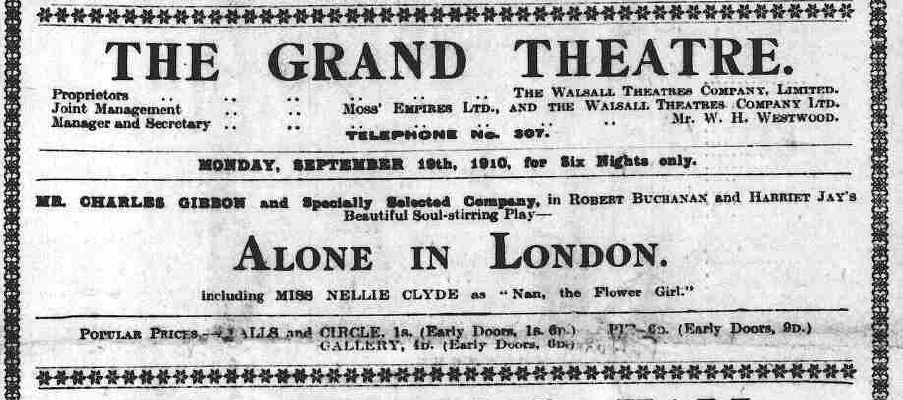 THE GRAND THEATRE.
Proprietors .. .. .. .. .. .. THE WALSALL THEATRES COMPANY, LIMITED.
Joint Management .. .. MOSS' EMPIRES LTD., AND THE WALSALL THEATRES COMPANY LTD.
Manager and Secretary .. .. .. .. .. .. .. MR. W. H. WESTWOOD.
TELEPHONE No. 307.
MONDAY, SEPTEMBER 19th, 1910, for Six Nights only.
MR. CHARLES GIBBON and Specially Selected Company, in ROBERT BUCHANAN and HARRIET JAY'S
Beautiful Soul-stirring Play—
ALONE IN LONDON.
including MISS NELLIE CLYDE as "Nan, the Flower Girl."
POPULAR PRICES.— and CIRCLE, 1s. (Early Doors, 1s. 6D.) PIT—6D. (Early Doors, 9D.)
GALLERY, 4D. (Early Doors, 6D.)